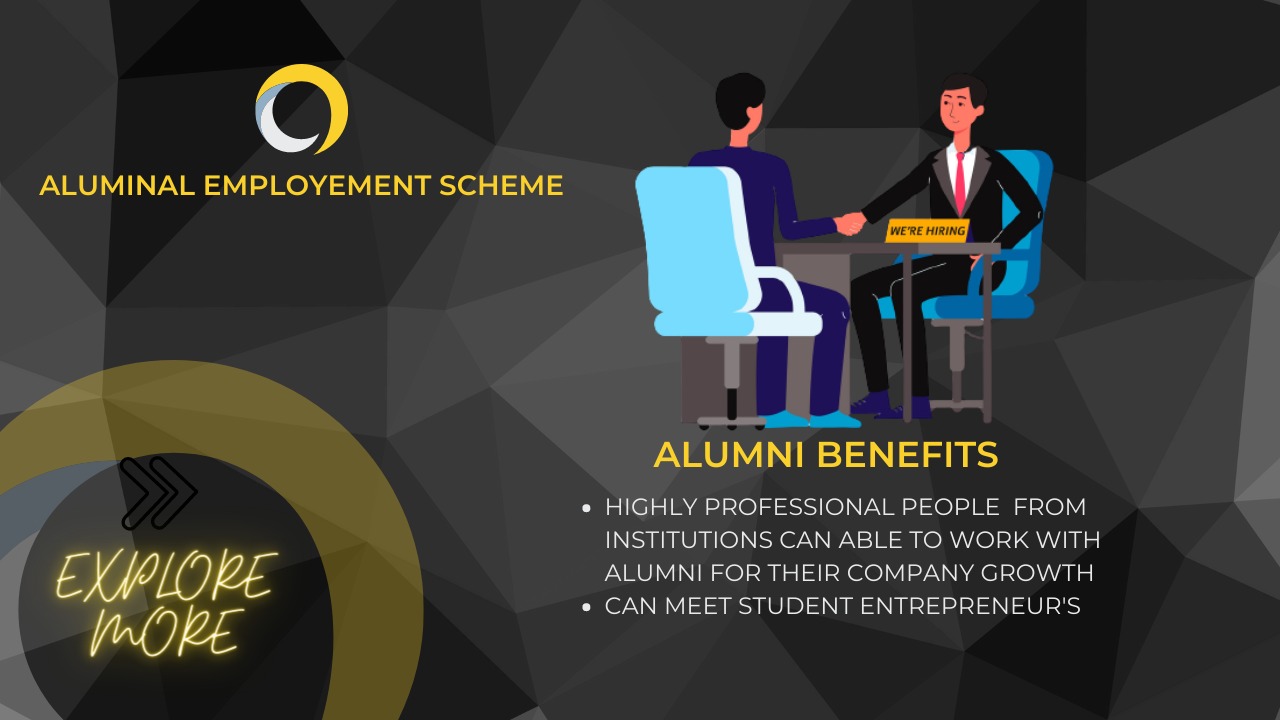 ALUMINAL EMPLOYEMENT SCHEME
WE'RE HIRING
ALUMNI BENEFITS
• HIGHLY PROFESSIONAL PEOPLE FROM
INSTITUTIONS CAN ABLE TO WORK WITH
ALUMNI FOR THEIR COMPANY GROWTH
• CAN MEET STUDENT ENTREPRENEUR'S
EXPLORE
MORE